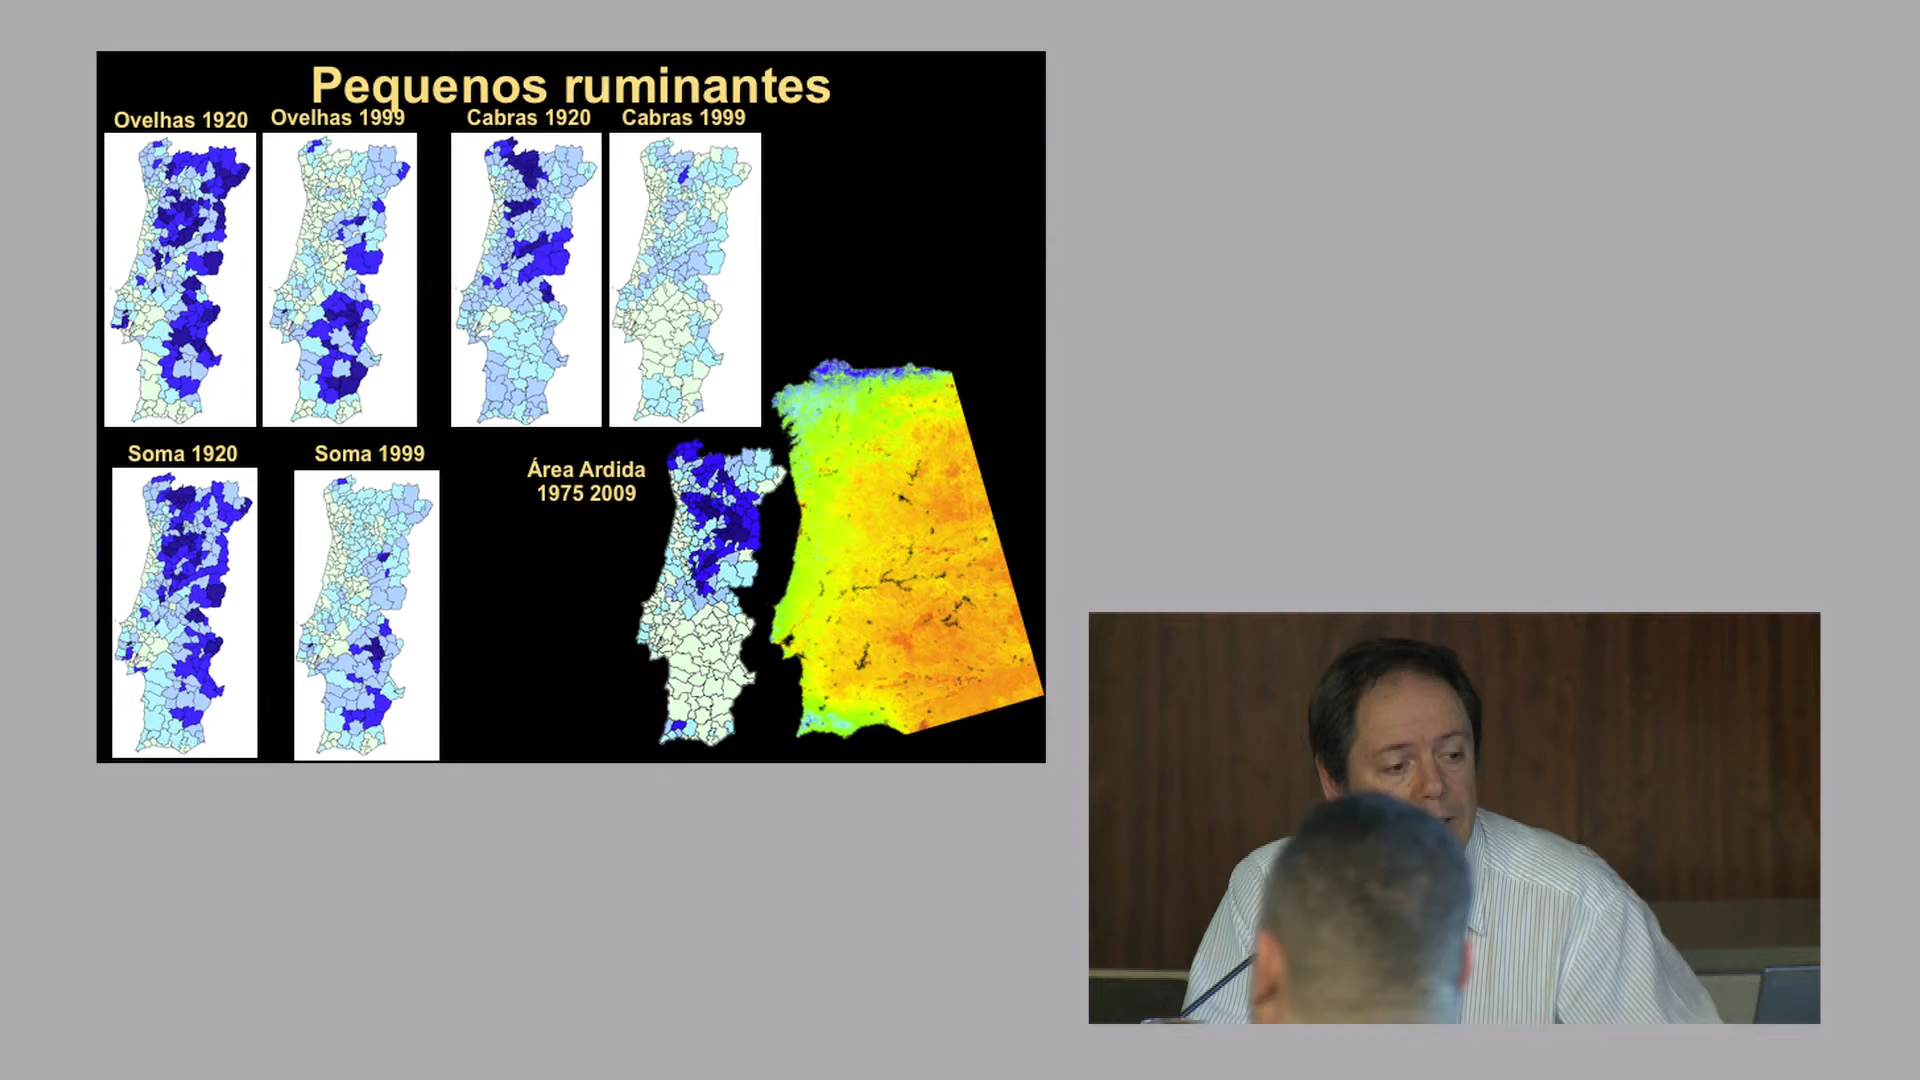 Pequenos ruminantes
Ovelhas 1920
Ovelhas 1999
Cabras 1920
Cabras 1999
Soma 1920
Soma 1999
Área Ardida
1975 2009